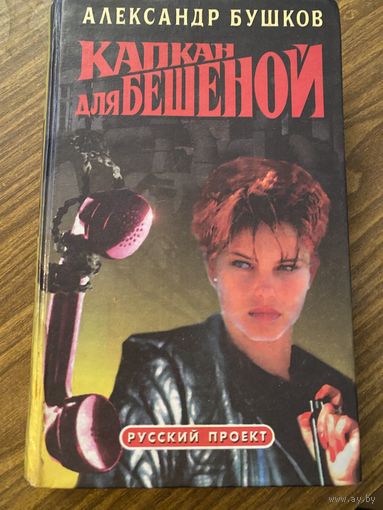 АЛЕКСАНДР БУШКОВ
КАПКАН
ДЛЯ БЕШЕНОЙ
РУССКИЙ ПРОЕКТ
www.ay.by